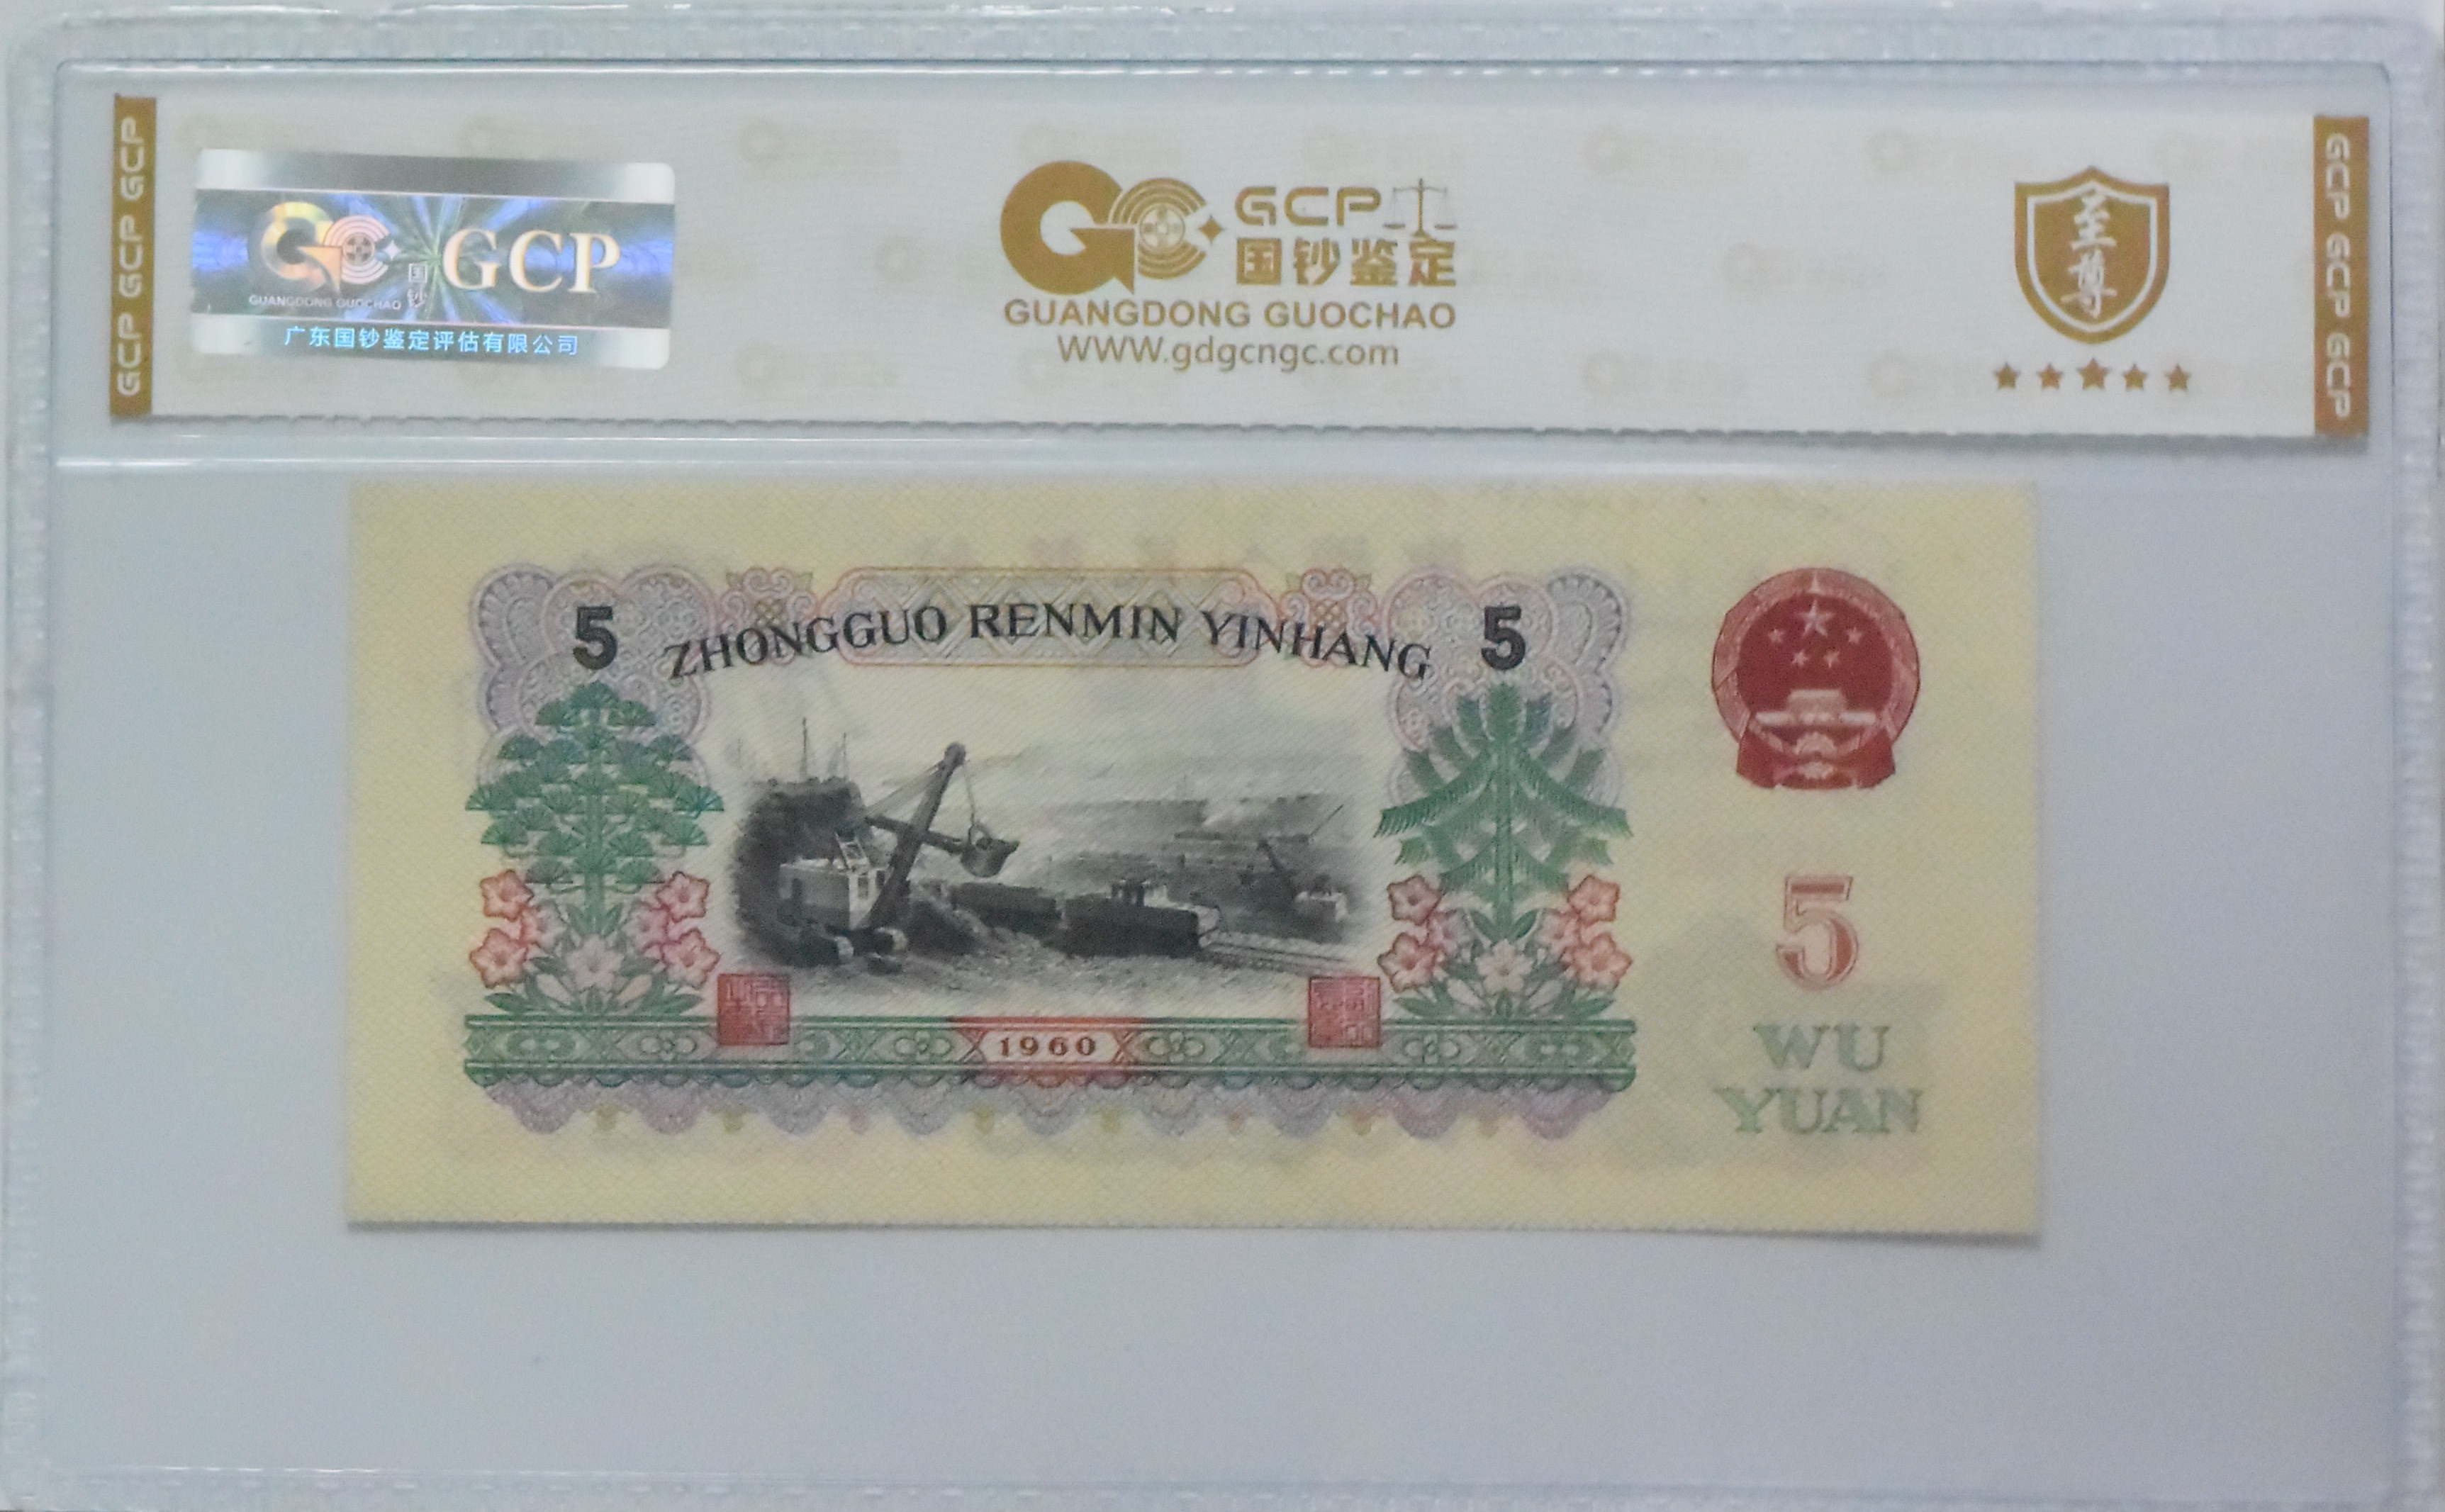 GCP GCP GCP
GUANGDONG GUOCHAO
国钞
GCP
广东国钞鉴定评估有限公司
GCP
国钞鉴定
GUANGDONG GUOCHAO
WWW.gdgcngc.com
至尊
GCP GCP GCP
5
ZHONGGUO RENMIN YINHANG
5
1960
5
WU
YUAN